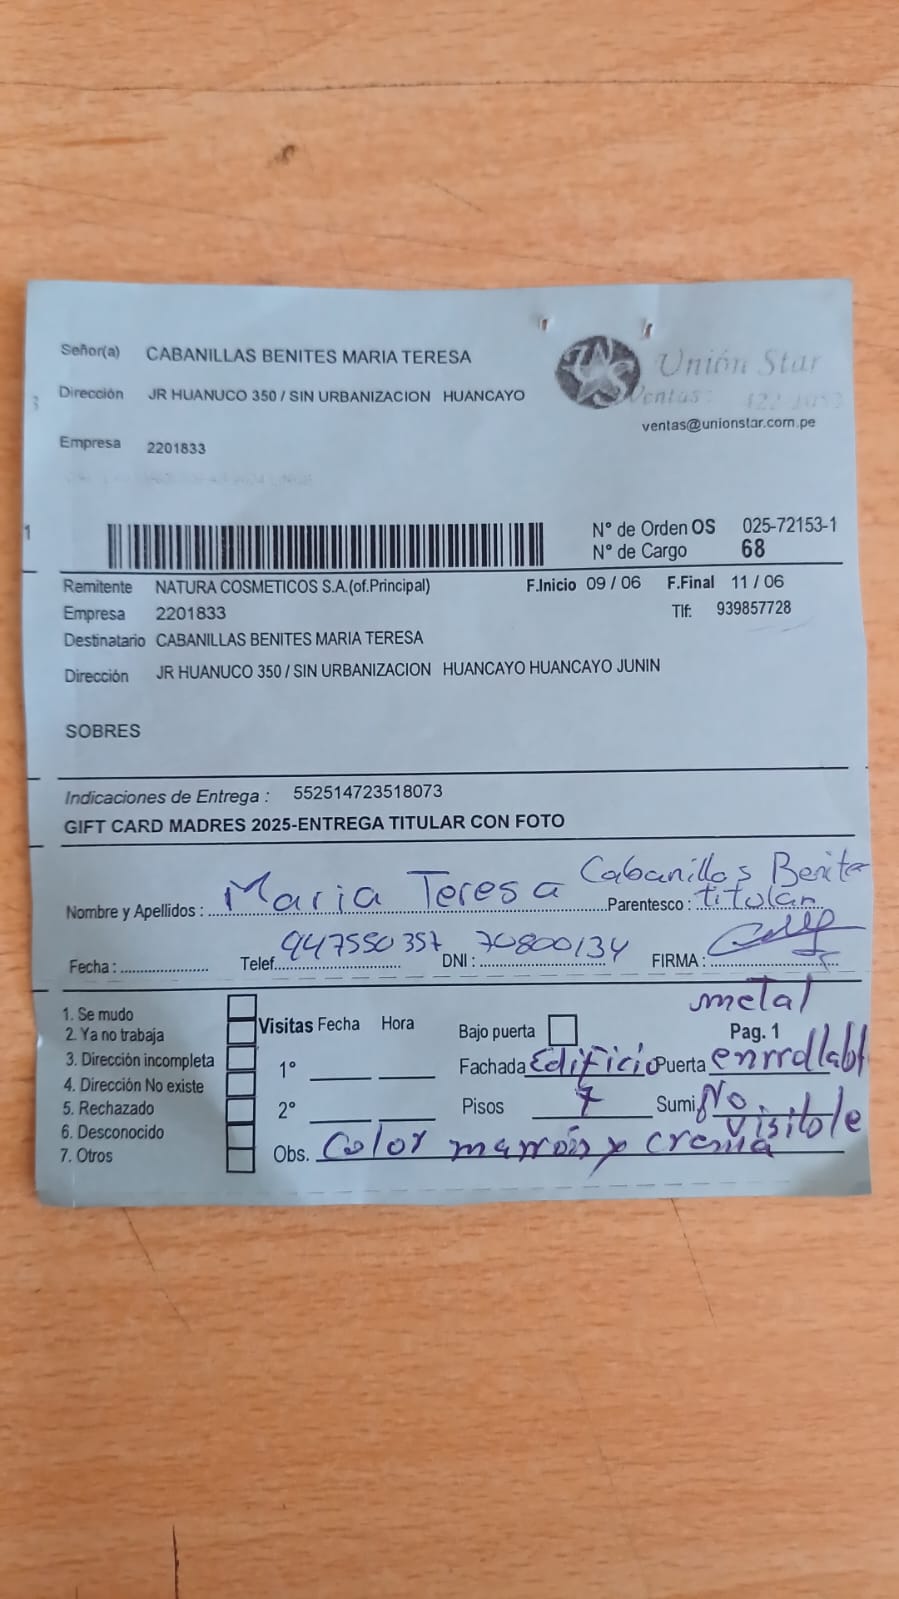 Señor(a) CABANILLAS BENITES MARIA TERESA
Unión Star
Dirección JR HUANUCO 350 / SIN URBANIZACION HUANCAYO
Ventas:
ventas@unionstar.com.pe
Empresa 2201833
N° de Orden OS 025-72153-1
N° de Cargo 68
Remitente NATURA COSMETICOS S.A.(of.Principal) F.Inicio 09 / 06 F.Final 11 / 06
Empresa 2201833 Tlf: 939857728
Destinatario CABANILLAS BENITES MARIA TERESA
Dirección JR HUANUCO 350 / SIN URBANIZACION HUANCAYO HUANCAYO JUNIN
SOBRES
Indicaciones de Entrega : 552514723518073
GIFT CARD MADRES 2025-ENTREGA TITULAR CON FOTO
Nombre y Apellidos : Maria Teresa Cabanillas Benites Parentesco : titular
Fecha : Telef. 947550357 DNI : 70800134 FIRMA :
metal
1. Se mudo Visitas Fecha Hora Bajo puerta Pag. 1
2. Ya no trabaja
3. Dirección incompleta 1° Fachada Edificio Puerta enrrollabl
4. Dirección No existe
5. Rechazado 2° Pisos 7 Sumi No visible
6. Desconocido
7. Otros Obs. Color marrón y crema